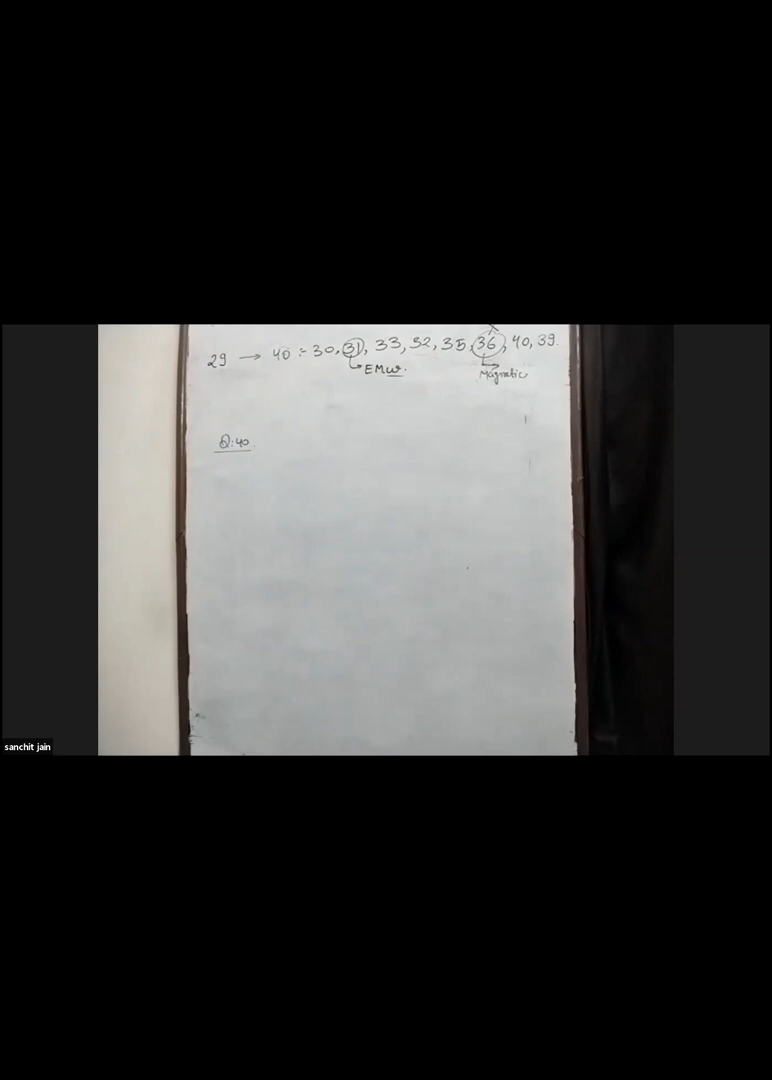 29 → 40 :- 30, 31, 33, 32, 35, 36, 40, 39.
EMW.
Magnetic
Q:40.
sanchit jain